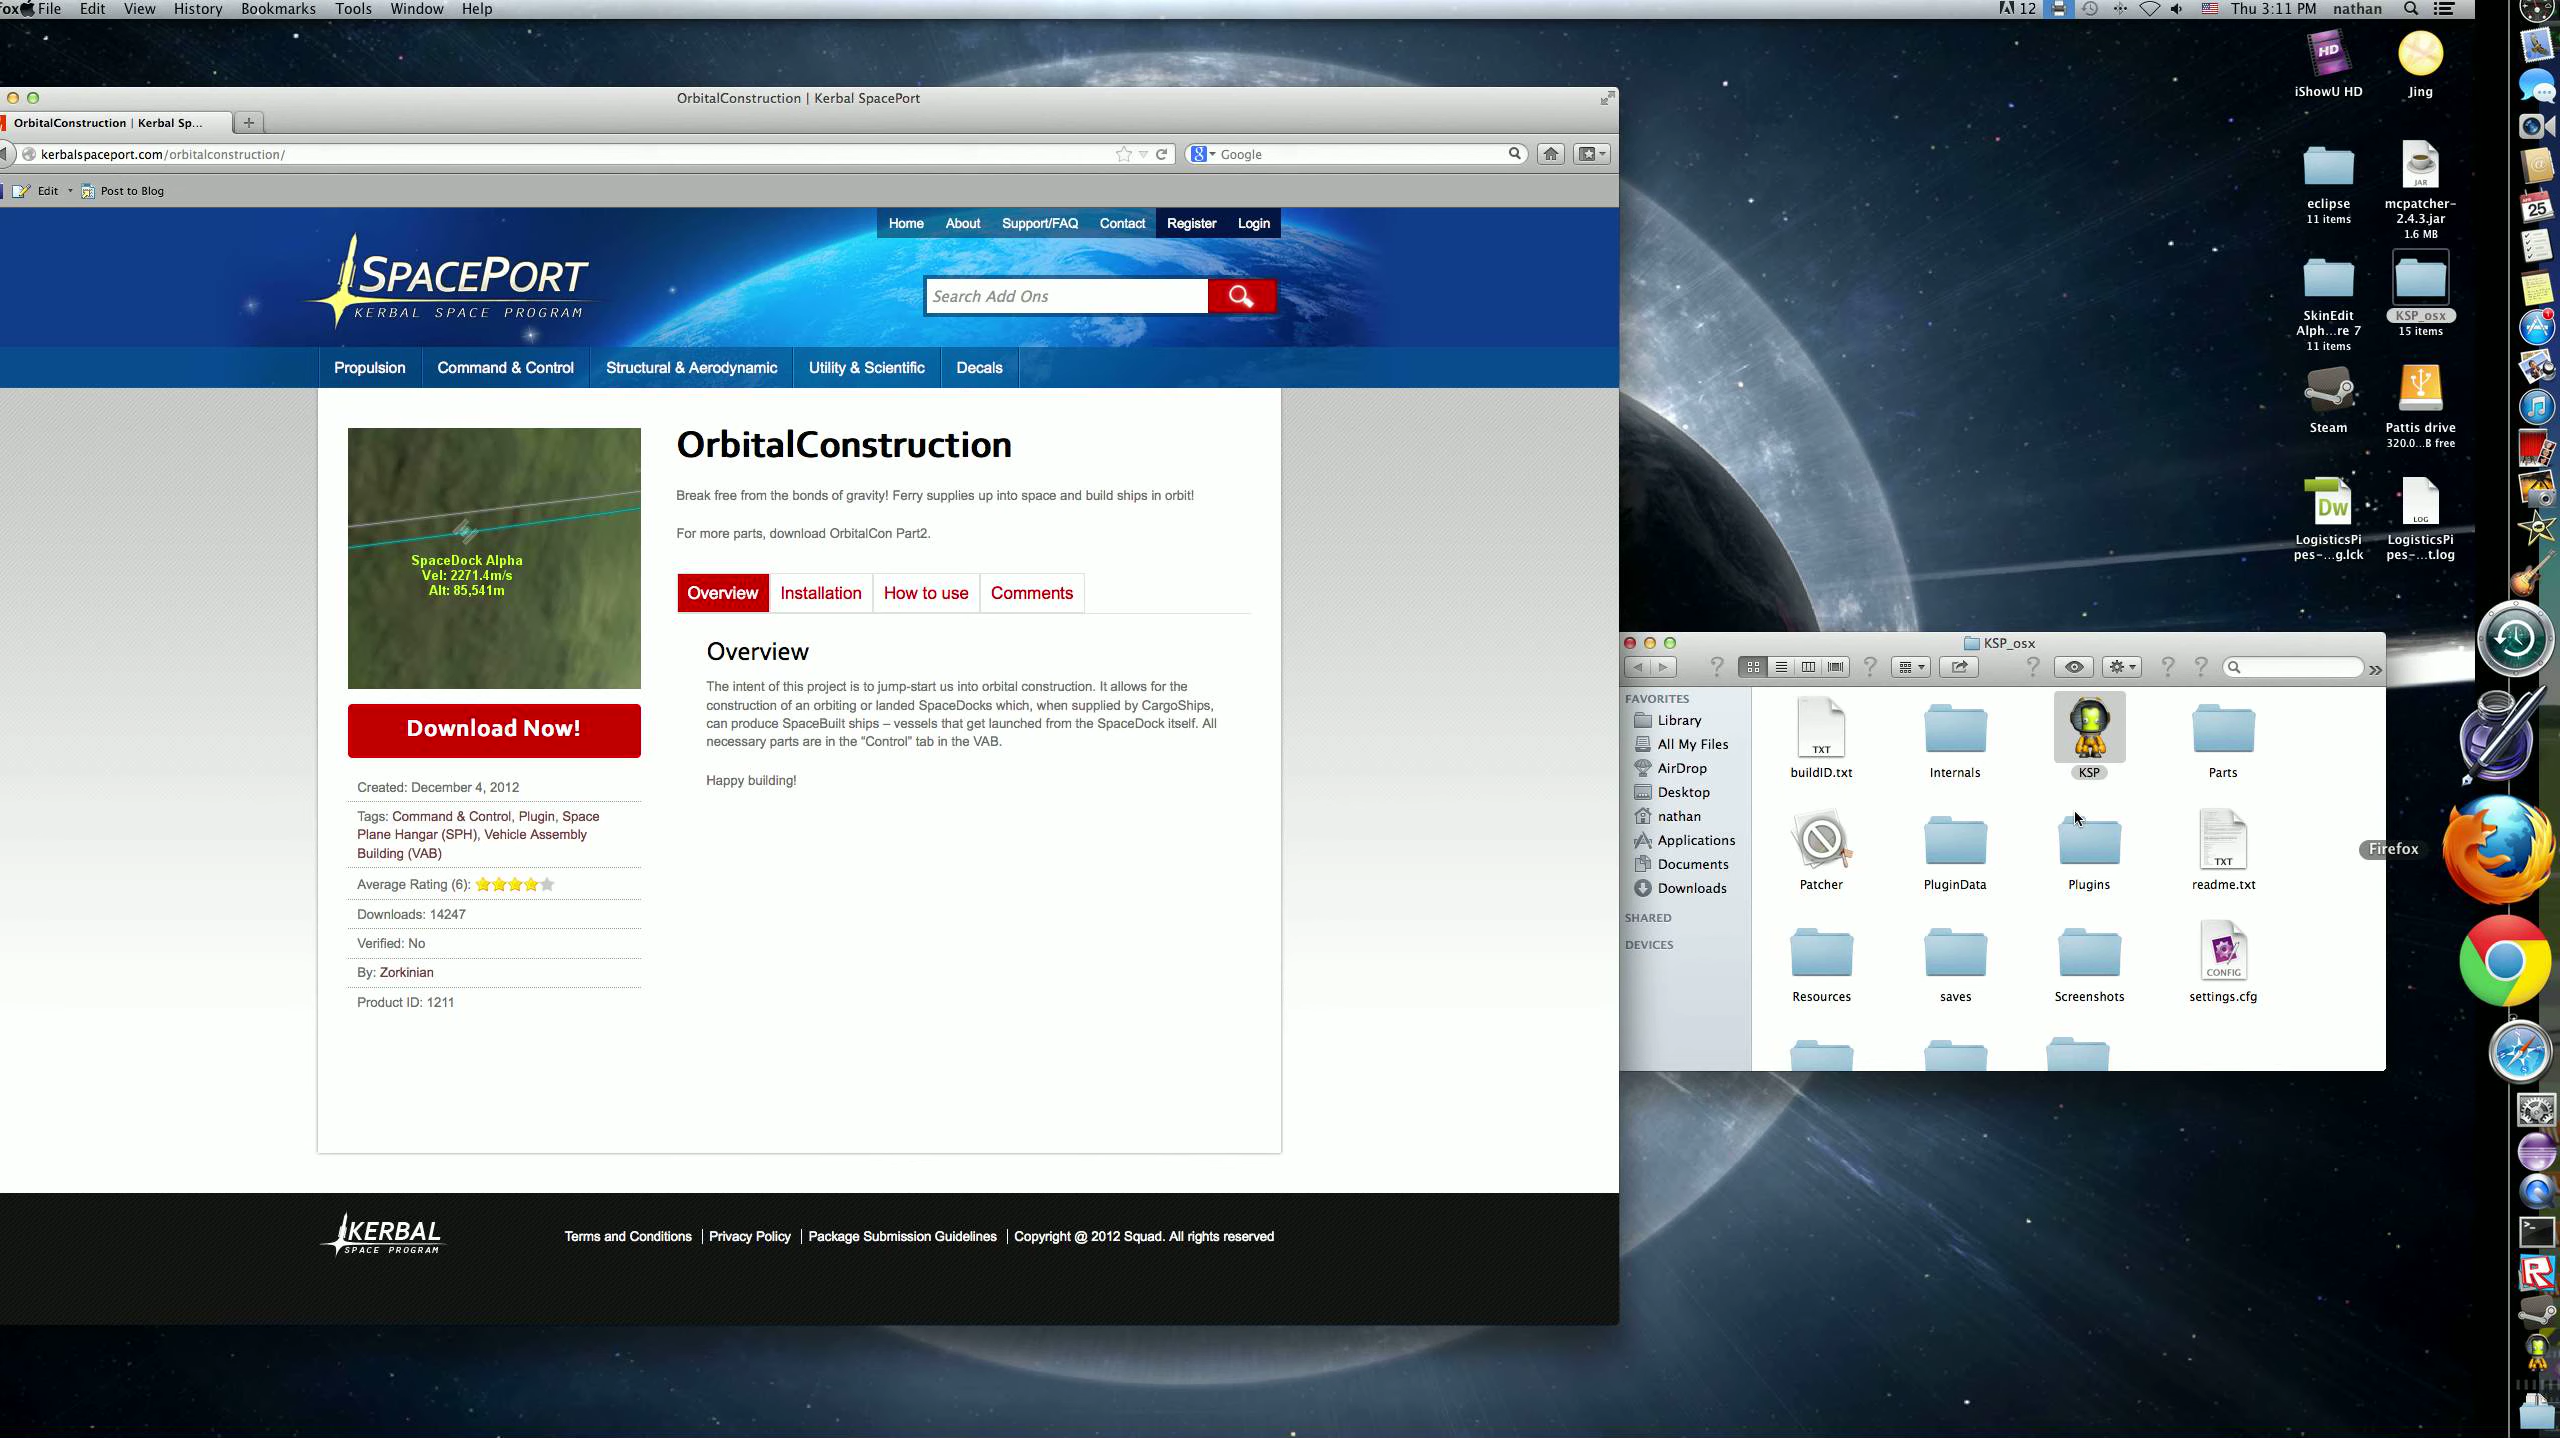 fox File Edit View History Bookmarks Tools Window Help
12 Thu 3:11 PM nathan
OrbitalConstruction | Kerbal SpacePort
OrbitalConstruction | Kerbal Sp...
kerbalspaceport.com/orbitalconstruction/
Google
Edit Post to Blog
Home About Support/FAQ Contact Register Login
SPACEPORT
KERBAL SPACE PROGRAM
Search Add Ons
Propulsion Command & Control Structural & Aerodynamic Utility & Scientific Decals
SpaceDock Alpha
Vel: 2271.4m/s
Alt: 85,541m
Download Now!
Created: December 4, 2012
Tags: Command & Control, Plugin, Space
Plane Hangar (SPH), Vehicle Assembly
Building (VAB)
Average Rating (6):
Downloads: 14247
Verified: No
By: Zorkinian
Product ID: 1211
OrbitalConstruction
Break free from the bonds of gravity! Ferry supplies up into space and build ships in orbit!
For more parts, download OrbitalCon Part2.
Overview Installation How to use Comments
Overview
The intent of this project is to jump-start us into orbital construction. It allows for the
construction of an orbiting or landed SpaceDocks which, when supplied by CargoShips,
can produce SpaceBuilt ships – vessels that get launched from the SpaceDock itself. All
necessary parts are in the “Control” tab in the VAB.
Happy building!
KERBAL
SPACE PROGRAM
Terms and Conditions | Privacy Policy | Package Submission Guidelines | Copyright @ 2012 Squad. All rights reserved
HD
iShowU HD Jing
JAR
eclipse
11 items
mcpatcher-
2.4.3.jar
1.6 MB
SkinEdit
Alph...re 7
11 items
KSP_osx
15 items
Steam
Pattis drive
320.0...B free
Dw
LOG
LogisticsPi
pes-...g.lck
LogisticsPi
pes-...t.log
KSP_osx
FAVORITES
Library
All My Files
AirDrop
Desktop
nathan
Applications
Documents
Downloads
SHARED
DEVICES
TXT
buildID.txt Internals KSP Parts
TXT
Patcher PluginData Plugins readme.txt
CONFIG
Resources saves Screenshots settings.cfg
25
Firefox